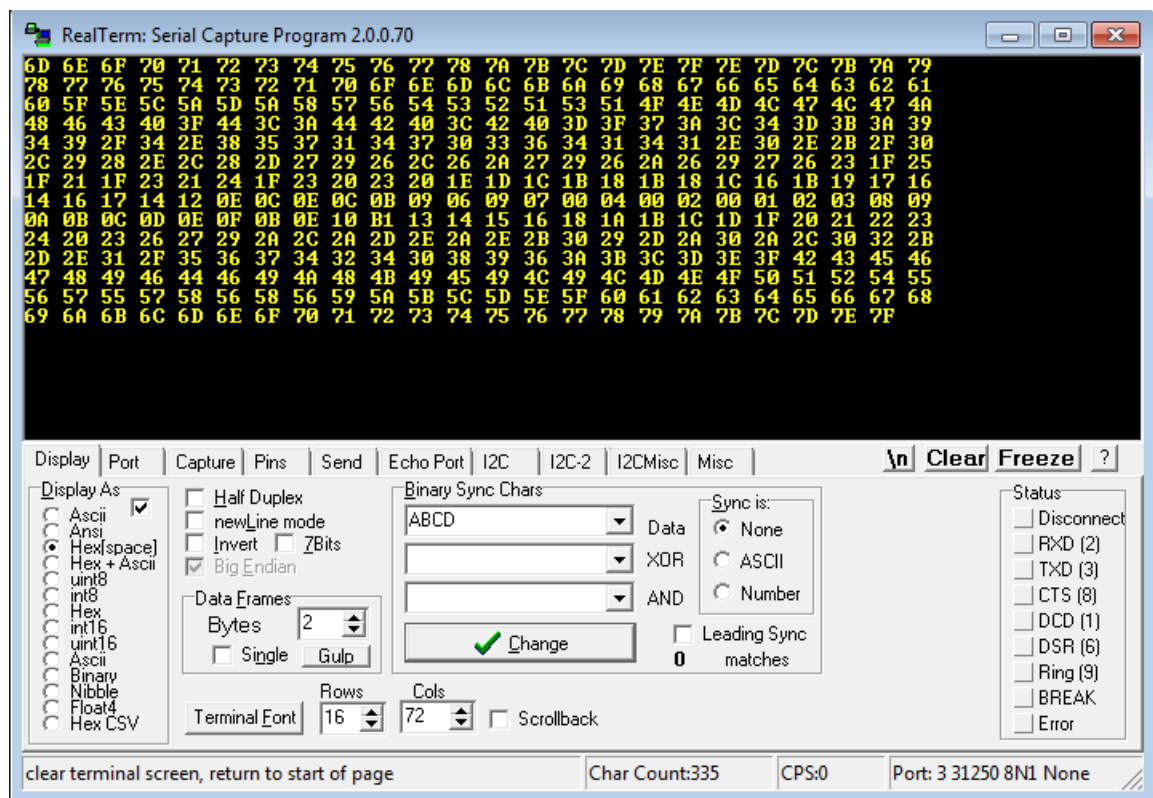 RealTerm: Serial Capture Program 2.0.0.70
6D 6E 6F 70 71 72 73 74 75 76 77 78 7A 7B 7C 7D 7E 7F 7E 7D 7C 7B 7A 79
78 77 76 75 74 73 72 71 70 6F 6E 6D 6C 6B 6A 69 68 67 66 65 64 63 62 61
60 5F 5E 5C 5A 5D 5A 58 57 56 54 53 52 51 53 51 4F 4E 4D 4C 47 4C 47 4A
48 46 43 40 3F 44 3C 3A 44 42 40 3C 42 40 3D 3F 37 3A 3C 34 3D 3B 3A 39
34 39 2F 34 2E 38 35 37 31 34 37 30 33 36 34 31 34 31 2E 30 2E 2B 2F 30
2C 29 28 2E 2C 28 2D 27 29 26 2C 26 2A 27 29 26 2A 26 29 27 26 23 1F 25
1F 21 1F 23 21 24 1F 23 20 23 20 1E 1D 1C 1B 18 1B 18 1C 16 1B 19 17 16
14 16 17 14 12 0E 0C 0E 0C 0B 09 06 09 07 00 04 00 02 00 01 02 03 08 09
0A 0B 0C 0D 0E 0F 0B 0E 10 B1 13 14 15 16 18 1A 1B 1C 1D 1F 20 21 22 23
24 20 23 26 27 29 2A 2C 2A 2D 2E 2A 2E 2B 30 29 2D 2A 30 2A 2C 30 32 2B
2D 2E 31 2F 35 36 37 34 32 34 30 38 39 36 3A 3B 3C 3D 3E 3F 42 43 45 46
47 48 49 46 44 46 49 4A 48 4B 49 45 49 4C 49 4C 4D 4E 4F 50 51 52 54 55
56 57 55 57 58 56 58 56 59 5A 5B 5C 5D 5E 5F 60 61 62 63 64 65 66 67 68
69 6A 6B 6C 6D 6E 6F 70 71 72 73 74 75 76 77 78 79 7A 7B 7C 7D 7E 7F
Display Port Capture Pins Send Echo Port I2C I2C-2 I2CMisc Misc \n Clear Freeze ?
Display As
Ascii
Ansi
Hex[space]
Hex + Ascii
uint8
int8
Hex
int16
uint16
Ascii
Binary
Nibble
Float4
Hex CSV
Half Duplex
newLine mode
Invert 7Bits
Big Endian
Data Frames
Bytes 2
Single Gulp
Terminal Font
Rows
16
Cols
72
Scrollback
Binary Sync Chars
ABCD Data
XOR
AND
Change
Sync is:
None
ASCII
Number
Leading Sync
0 matches
Status
Disconnect
RXD (2)
TXD (3)
CTS (8)
DCD (1)
DSR (6)
Ring (9)
BREAK
Error
clear terminal screen, return to start of page Char Count:335 CPS:0 Port: 3 31250 8N1 None